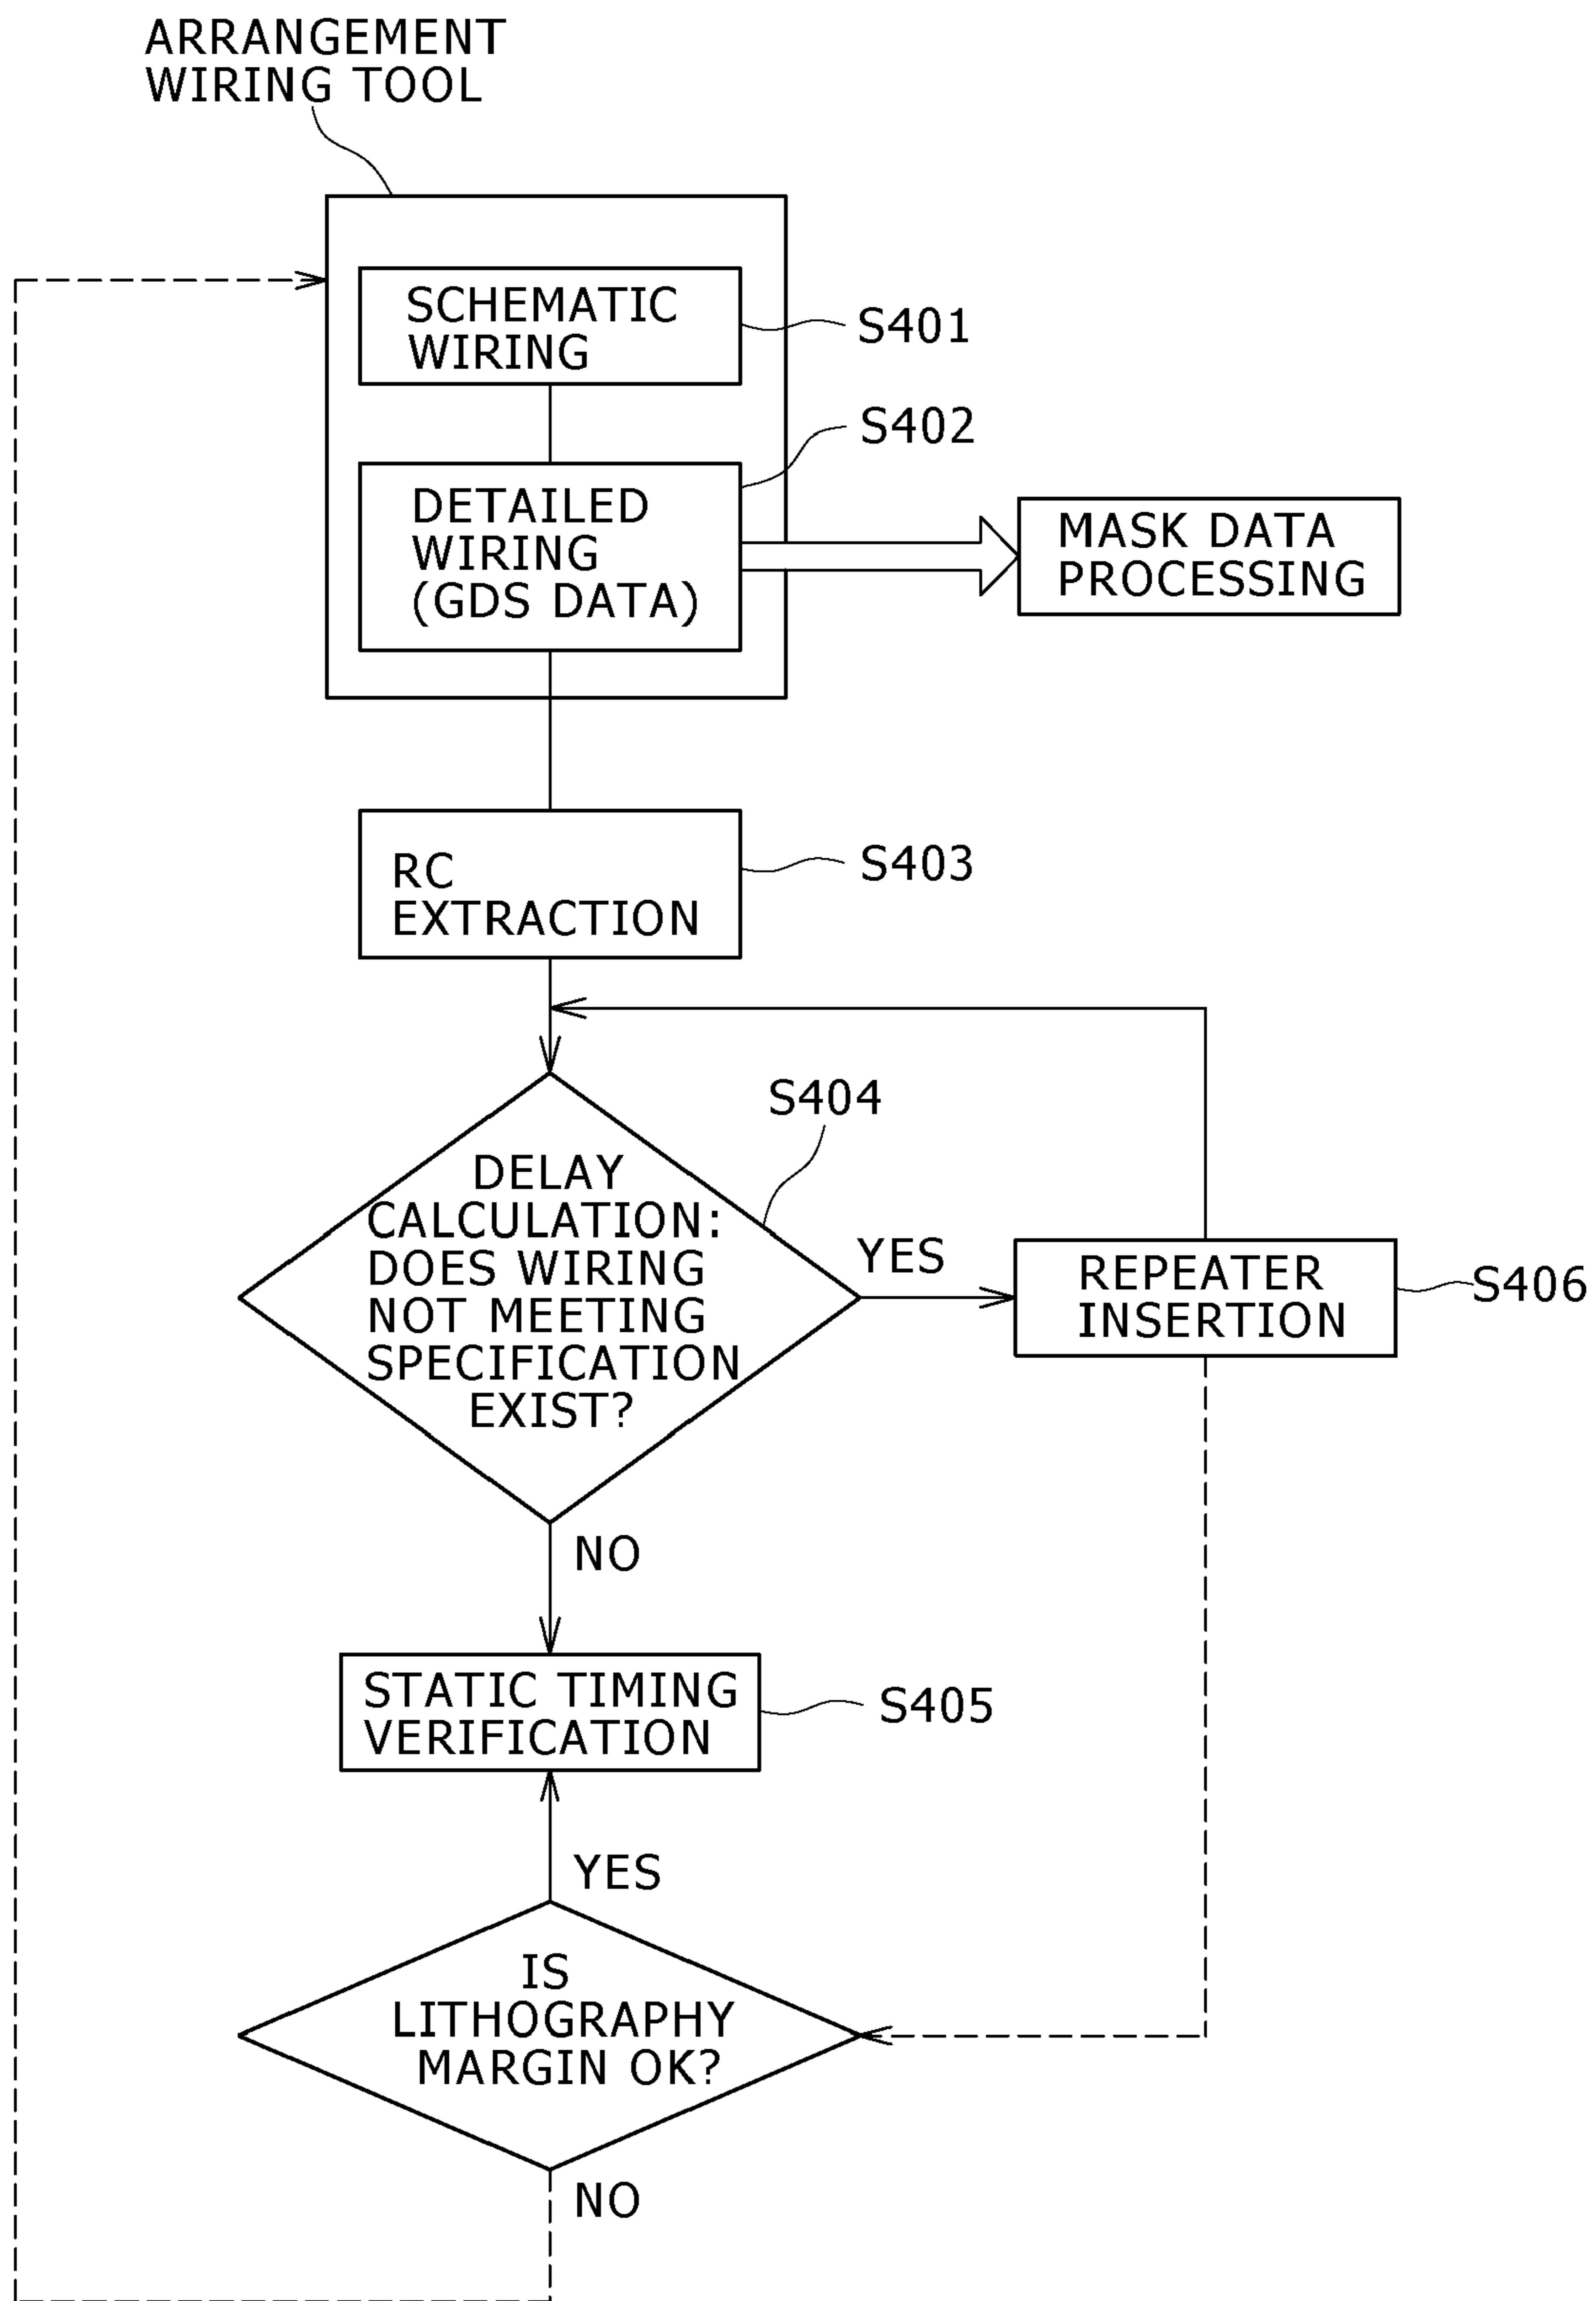 ARRANGEMENT
WIRING TOOL
SCHEMATIC
WIRING
S401
S402
DETAILED
WIRING
(GDS DATA)
MASK DATA
PROCESSING
RC
EXTRACTION
S403
S404
DELAY
CALCULATION:
DOES WIRING
NOT MEETING
SPECIFICATION
EXIST?
YES
REPEATER
INSERTION
S406
NO
STATIC TIMING
VERIFICATION
S405
YES
IS
LITHOGRAPHY
MARGIN OK?
NO